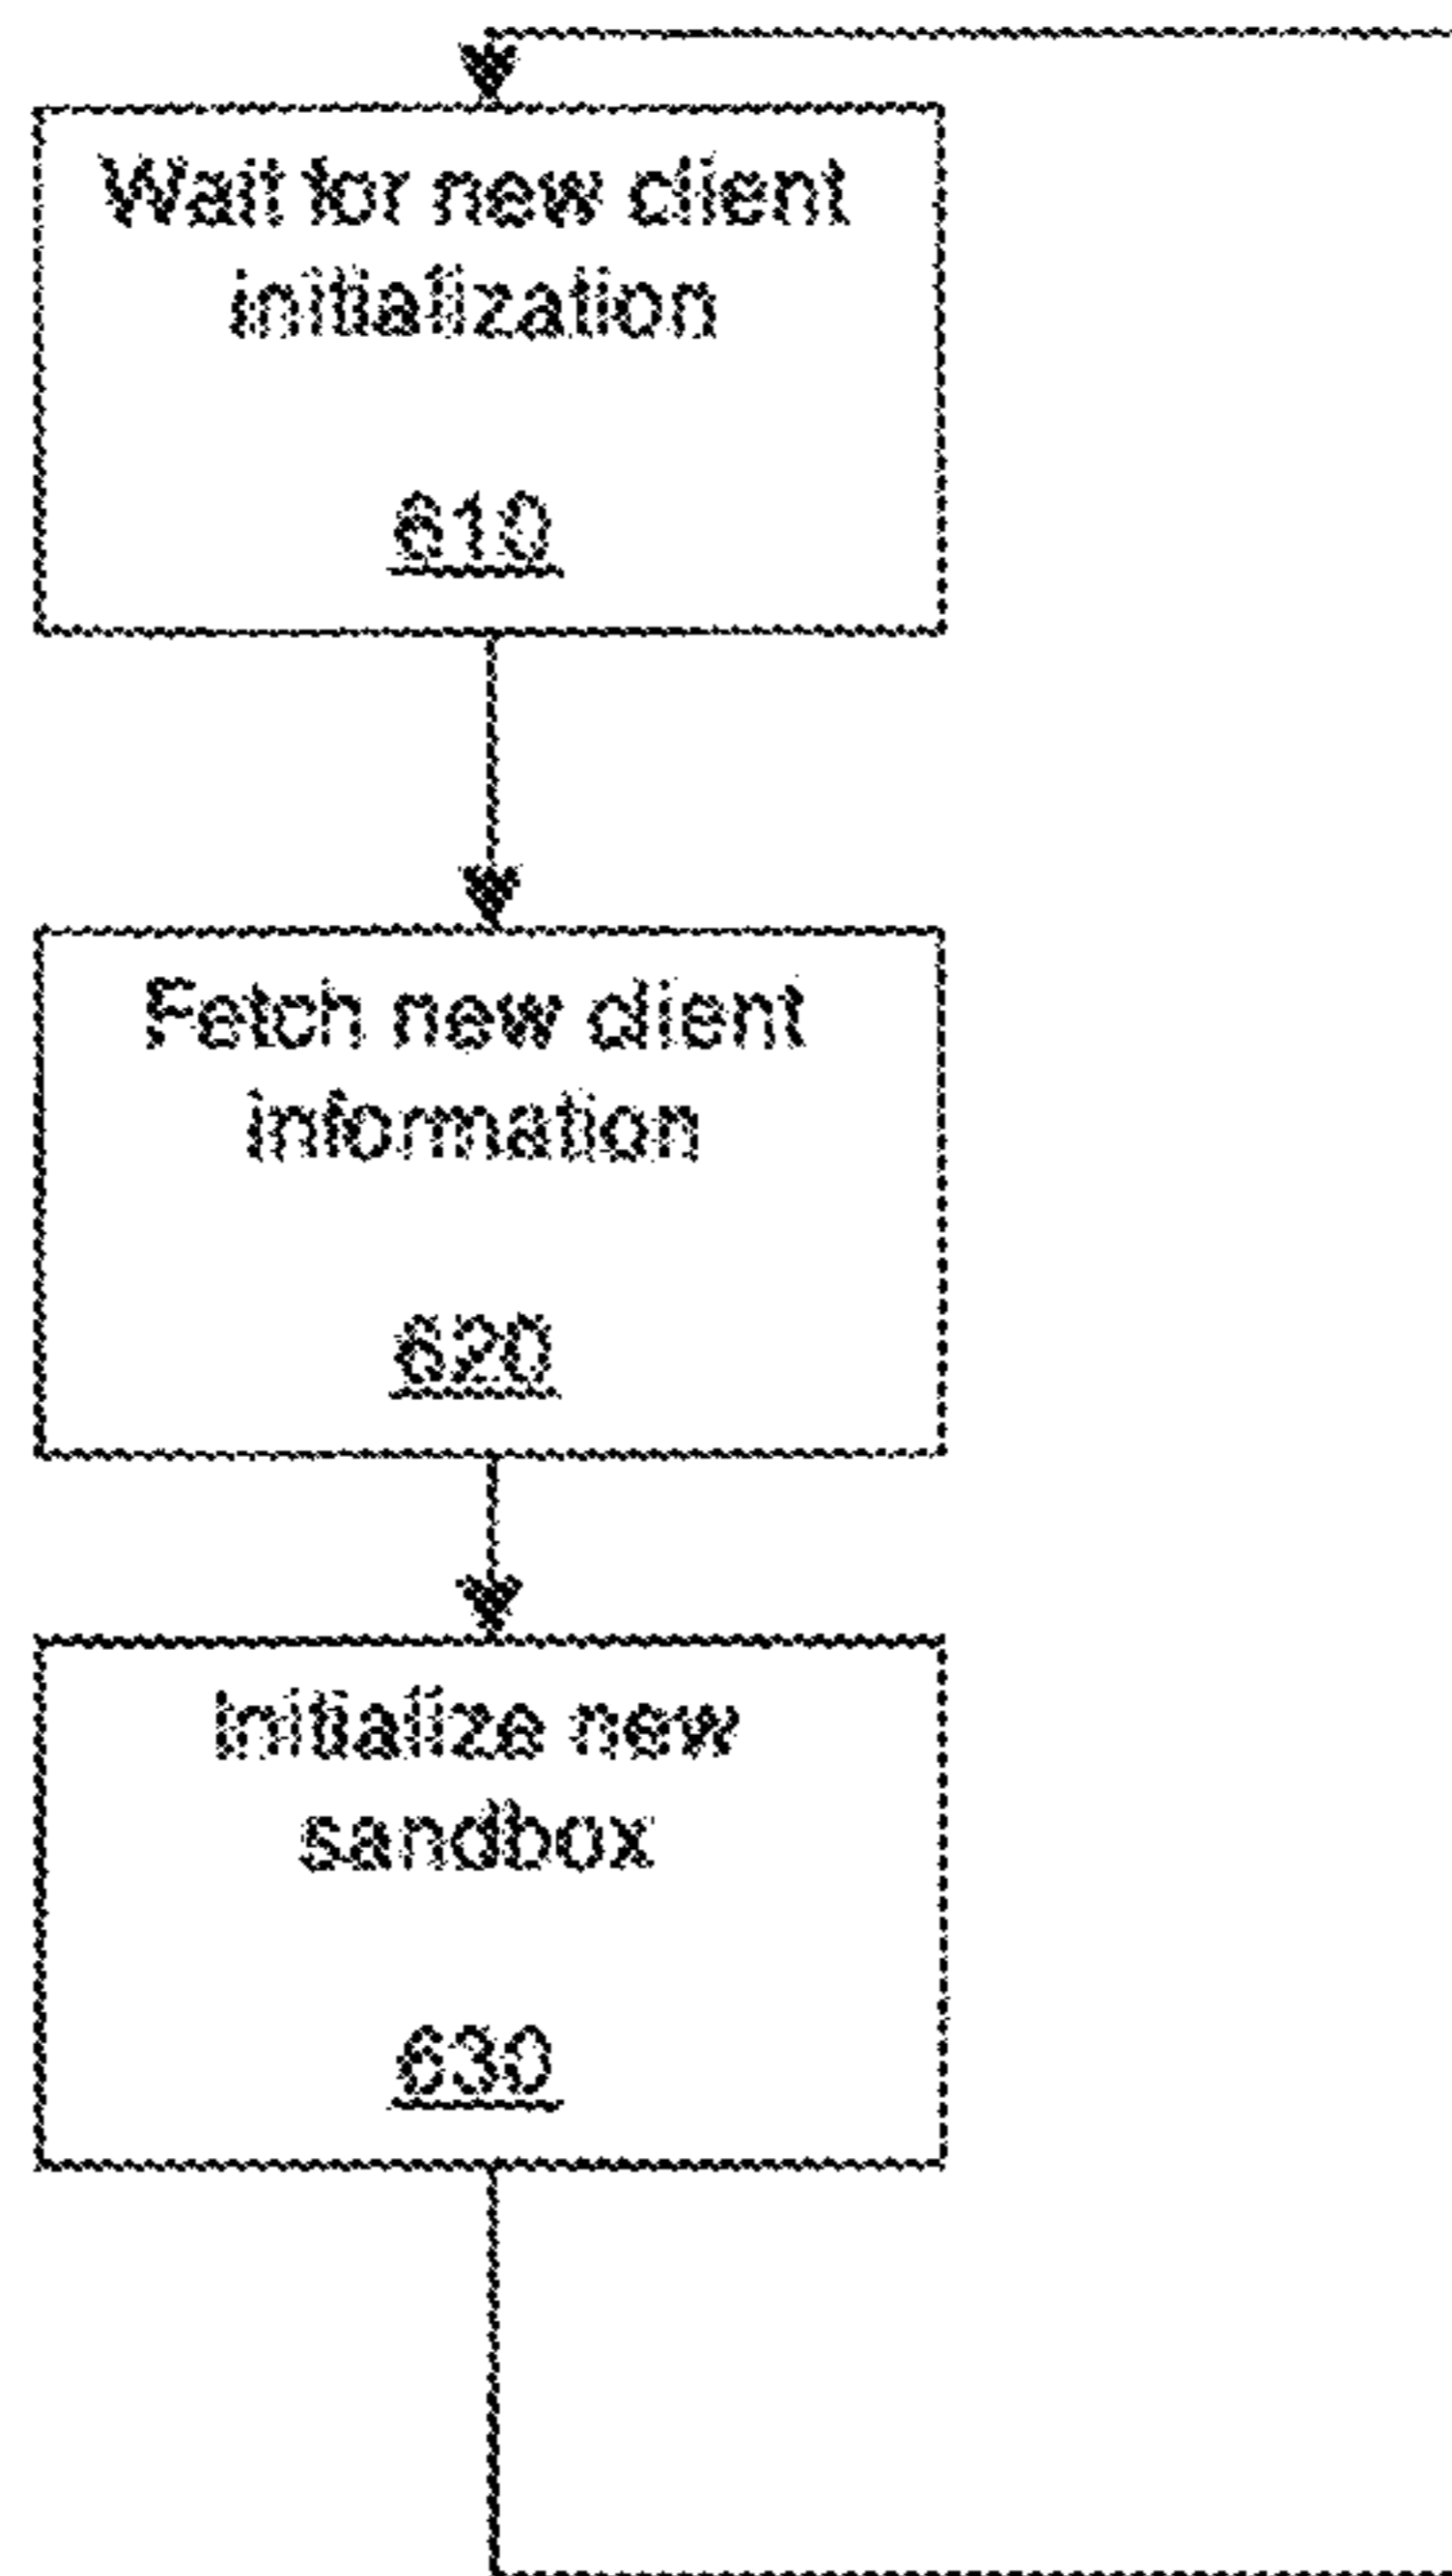 Wait for new client
initialization
610
Fetch new client
information
620
Initialize new
sandbox
630